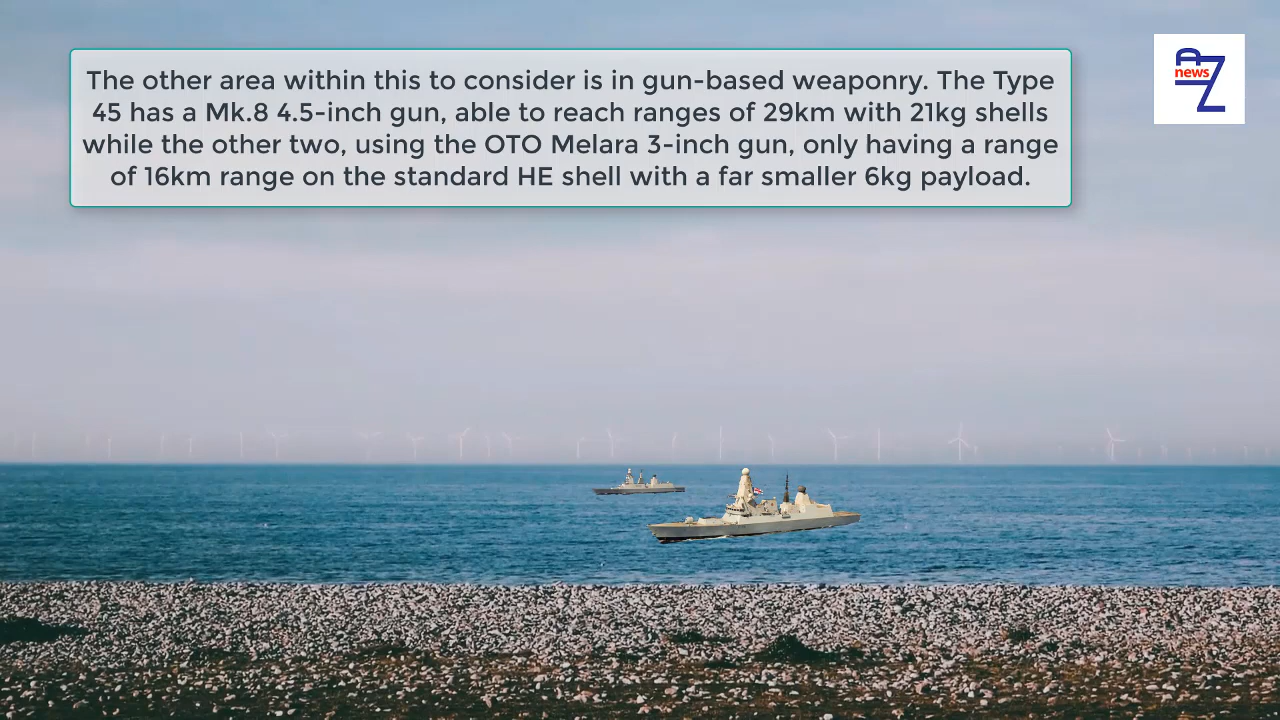 The other area within this to consider is in gun-based weaponry. The Type
45 has a Mk.8 4.5-inch gun, able to reach ranges of 29km with 21kg shells
while the other two, using the OTO Melara 3-inch gun, only having a range
of 16km range on the standard HE shell with a far smaller 6kg payload.
A
news
Z